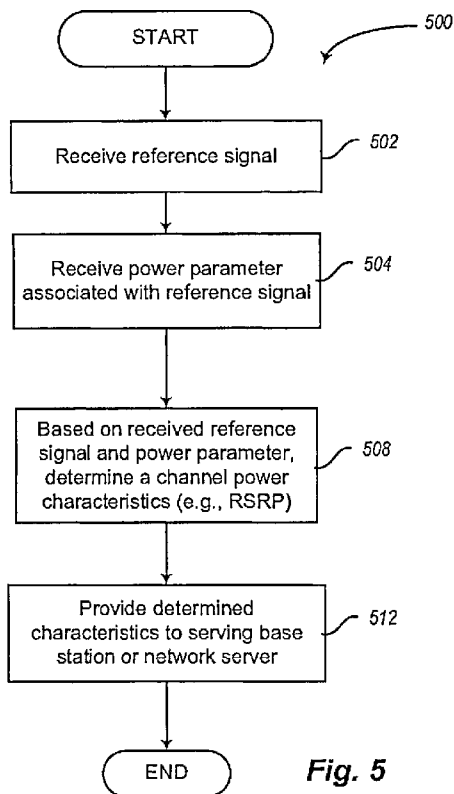 START
500
Receive reference signal
502
Receive power parameter
associated with reference signal
504
Based on received reference
signal and power parameter,
determine a channel power
characteristics (e.g., RSRP)
508
Provide determined
characteristics to serving base
station or network server
512
END
Fig. 5